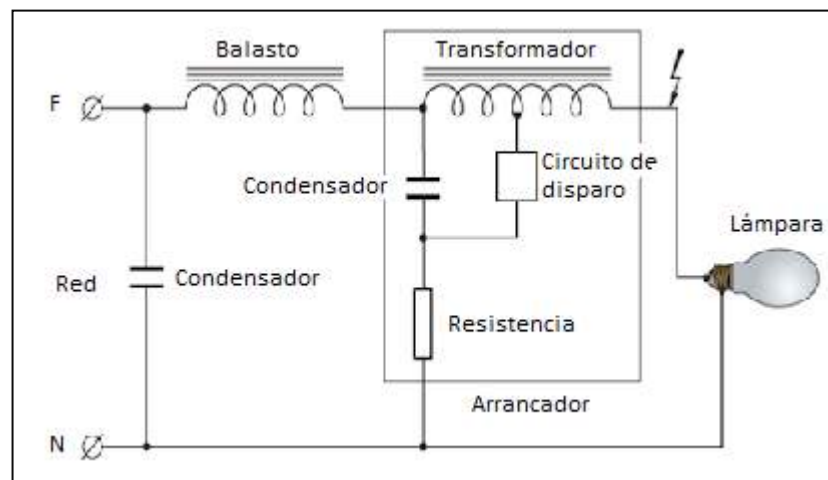 Balasto
Transformador
F
Condensador
Circuito de
disparo
Lámpara
Red
Condensador
Resistencia
Arrancador
N